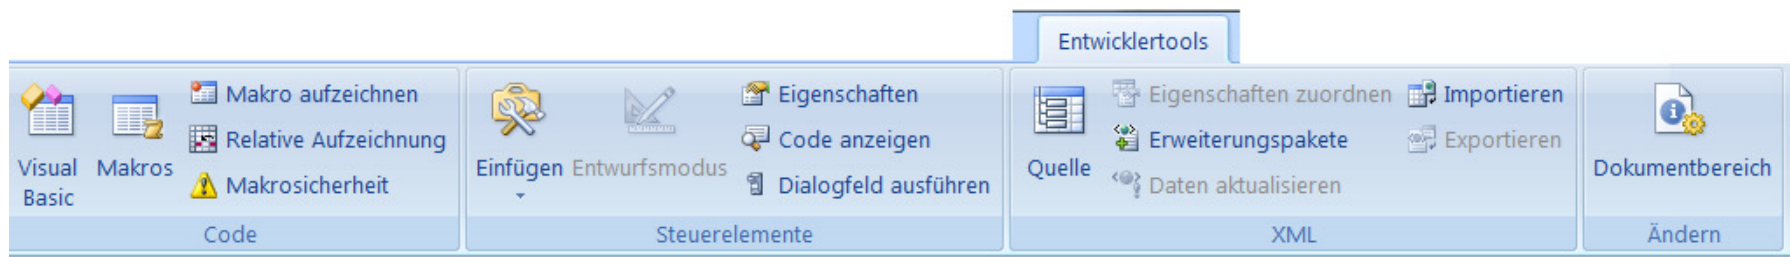 Entwicklertools
Visual
Basic
Makros
Makro aufzeichnen
Relative Aufzeichnung
Makrosicherheit
Code
Einfügen
Entwurfsmodus
Eigenschaften
Code anzeigen
Dialogfeld ausführen
Steuerelemente
Quelle
Eigenschaften zuordnen
Erweiterungspakete
Daten aktualisieren
Importieren
Exportieren
XML
Dokumentbereich
Ändern